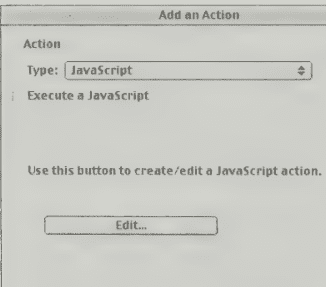 Add an Action
Action
Type: JavaScript
Execute a JavaScript
Use this button to create/edit a JavaScript action.
Edit...